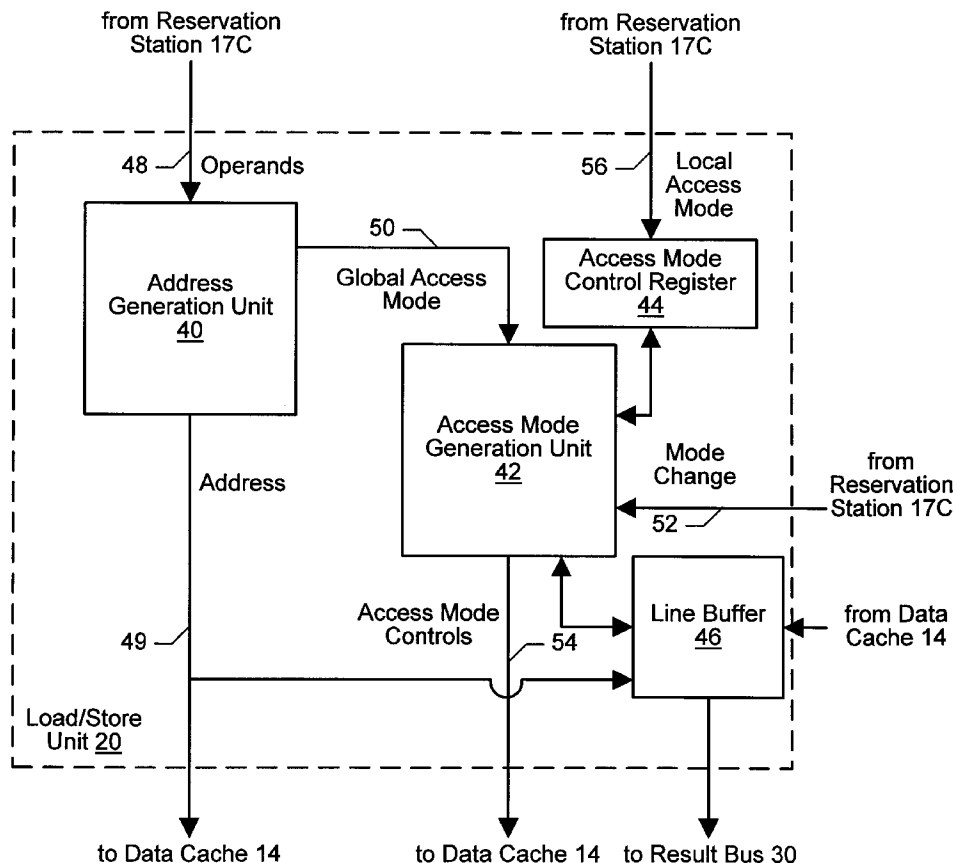 from Reservation
Station 17C
from Reservation
Station 17C
48
Operands
56
Local
Access
Mode
50
Global Access
Mode
Address
Generation Unit
40
Access Mode
Control Register
44
Access Mode
Generation Unit
42
Mode
Change
52
from
Reservation
Station 17C
Address
49
Access Mode
Controls
54
Line Buffer
46
from Data
Cache 14
Load/Store
Unit 20
to Data Cache 14
to Data Cache 14
to Result Bus 30